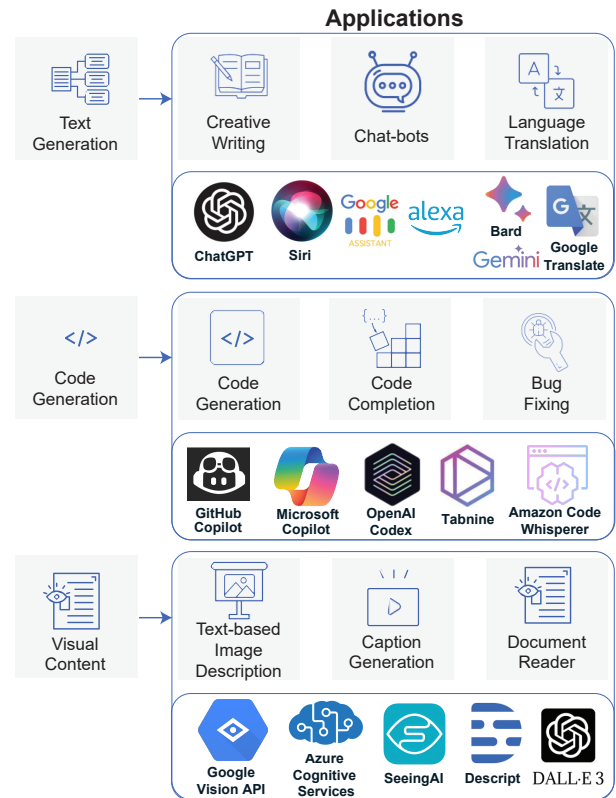 Applications
Text
Generation
Creative
Writing
Chat-bots
A
文
Language
Translation
ChatGPT
Siri
Google
ASSISTANT
alexa
Bard
Gemini
G
文
Google
Translate
</>
Code
Generation
</>
Code
Generation
{...}
Code
Completion
Bug
Fixing
GitHub
Copilot
Microsoft
Copilot
OpenAI
Codex
Tabnine
</>
Amazon Code
Whisperer
Visual
Content
Text-based
Image
Description
Caption
Generation
Document
Reader
Google
Vision API
Azure
Cognitive
Services
SeeingAI
Descript
DALL·E 3